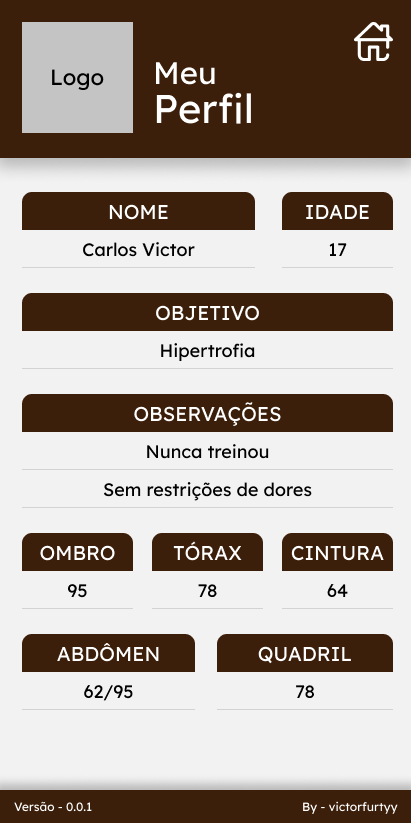 Logo
Meu
Perfil
NOME
IDADE
Carlos Victor
17
OBJETIVO
Hipertrofia
OBSERVAÇÕES
Nunca treinou
Sem restrições de dores
OMBRO
TÓRAX
CINTURA
95
78
64
ABDÔMEN
QUADRIL
62/95
78
Versão - 0.0.1
By - victorfurtyy